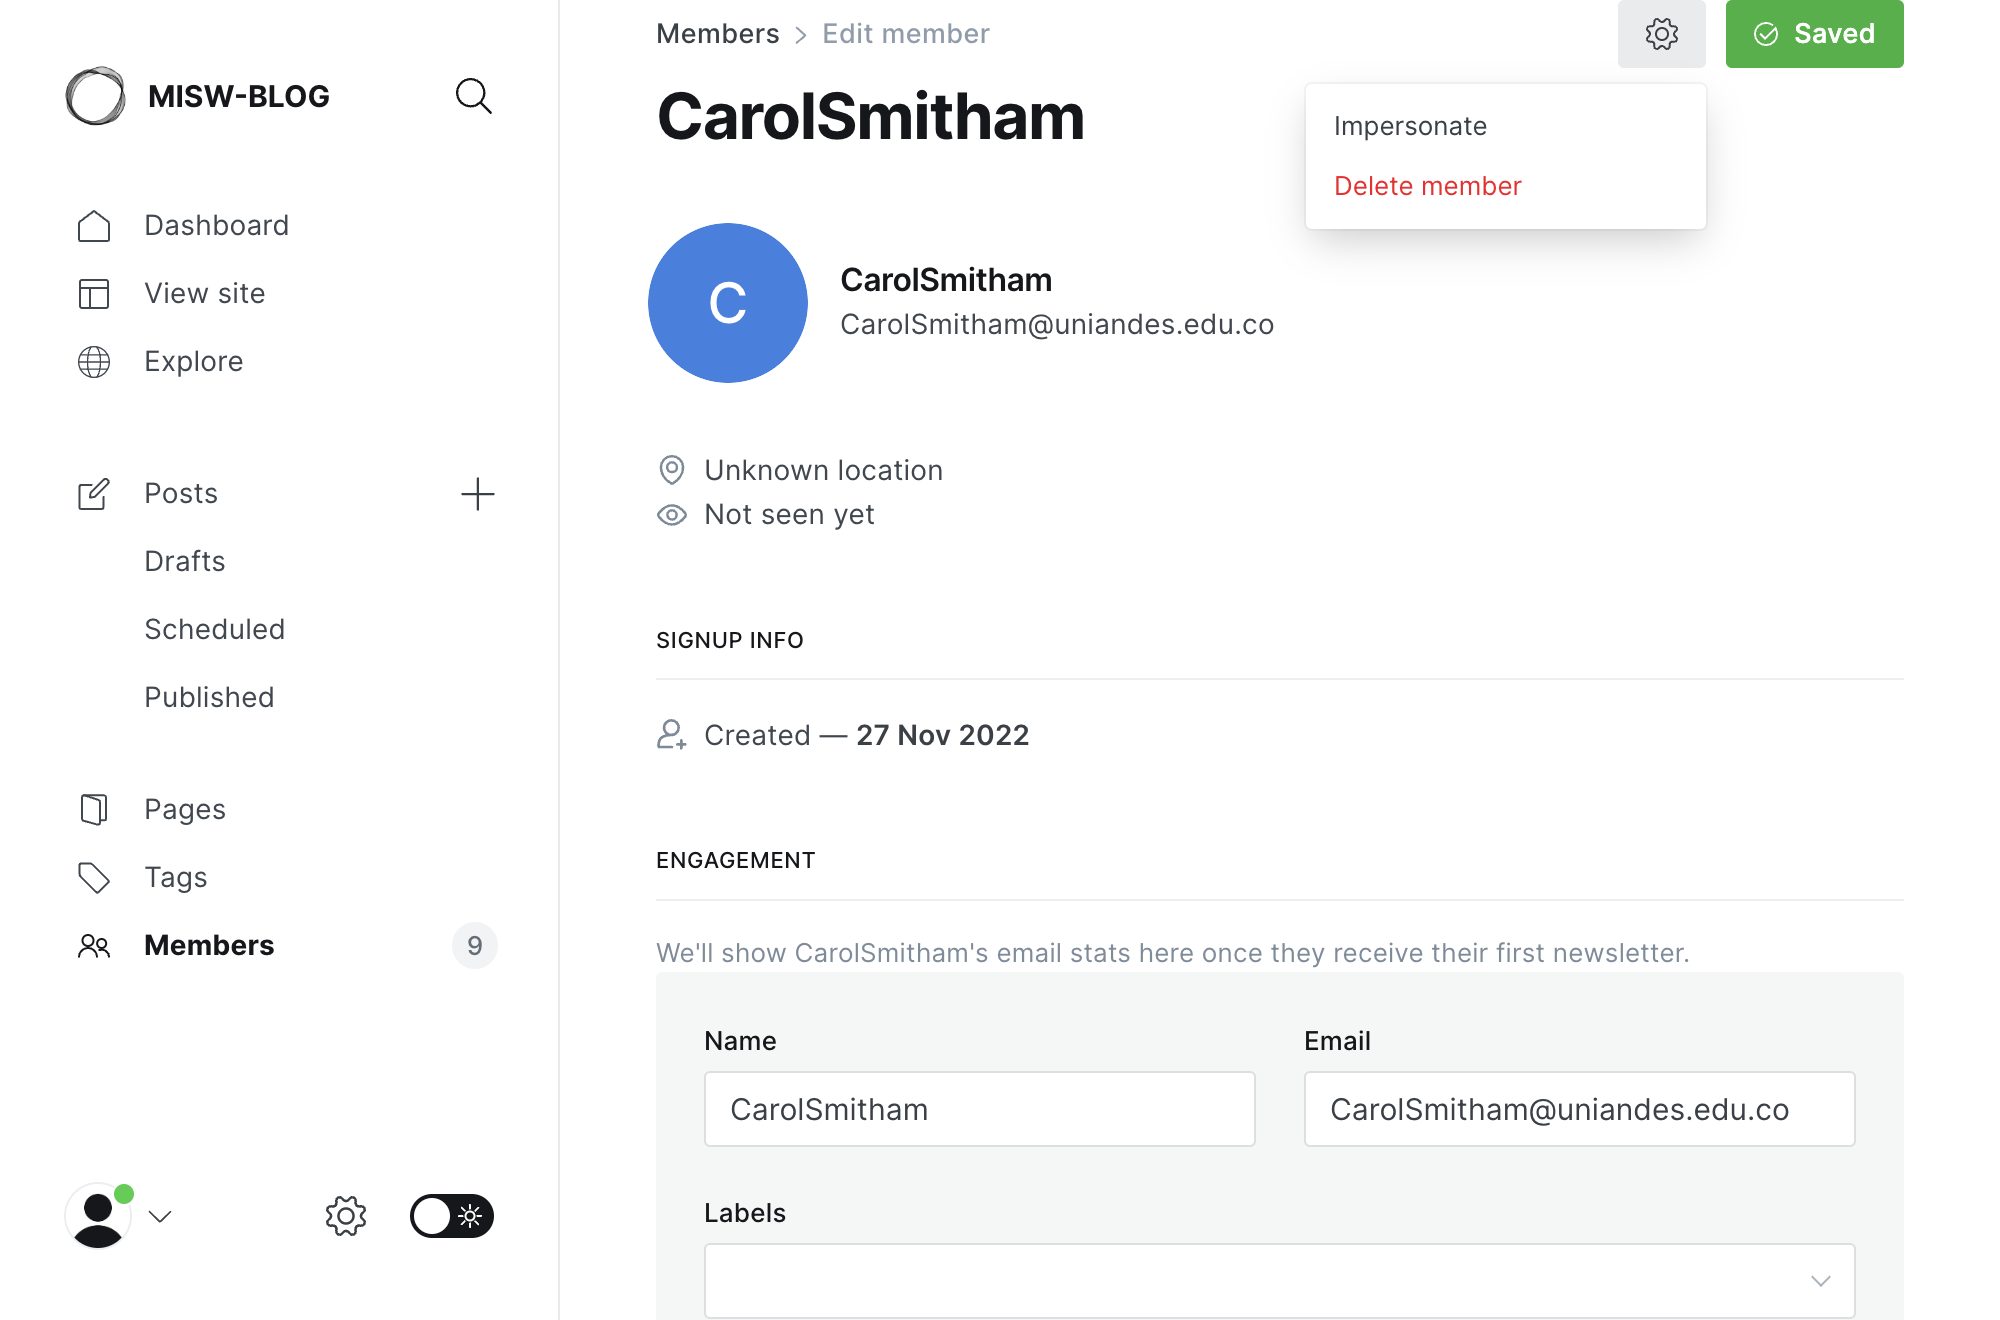 MISW-BLOG
Dashboard
View site
Explore
Posts
Drafts
Scheduled
Published
Pages
Tags
Members
9
Members > Edit member
Saved
CarolSmitham
Impersonate
Delete member
C
CarolSmitham
CarolSmitham@uniandes.edu.co
Unknown location
Not seen yet
SIGNUP INFO
Created — 27 Nov 2022
ENGAGEMENT
We'll show CarolSmitham's email stats here once they receive their first newsletter.
Name
CarolSmitham
Email
CarolSmitham@uniandes.edu.co
Labels